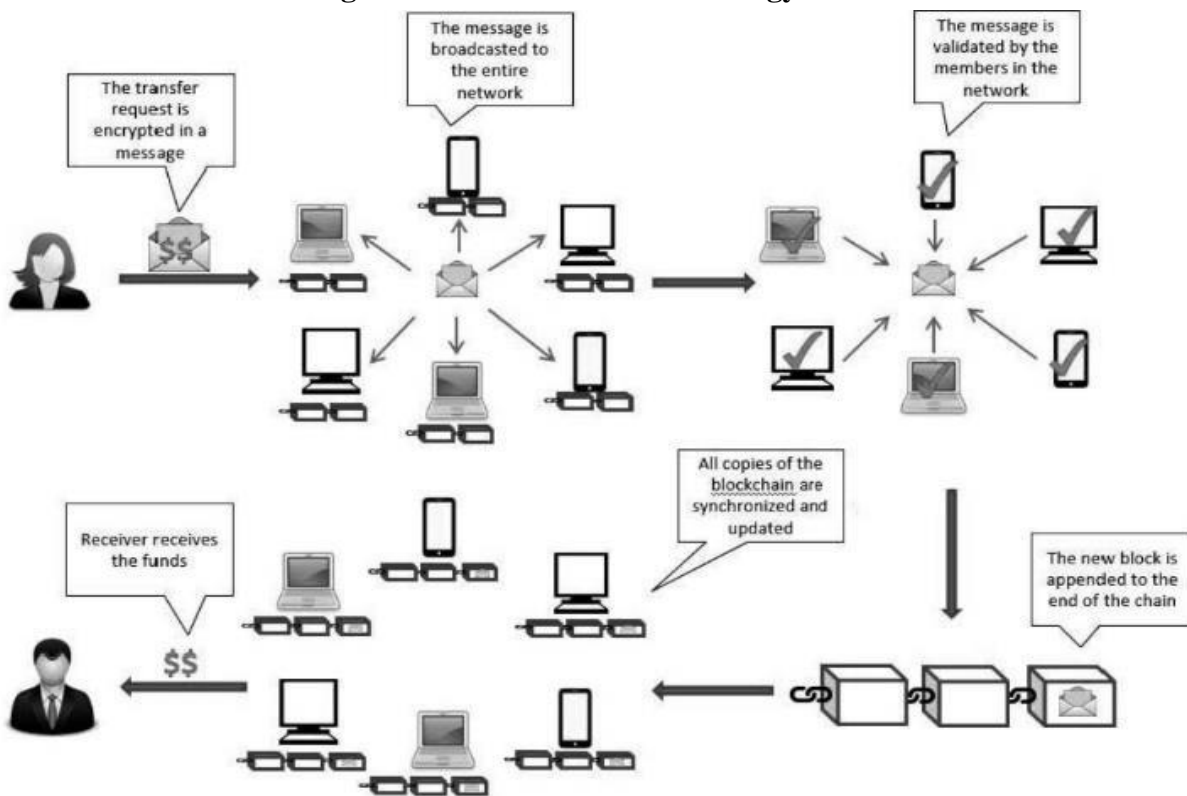 The message is
broadcasted to
the entire
network
The message is
validated by the
members in the
network
The transfer
request is
encrypted in a
message
$$
All copies of the
blockchain are
synchronized and
updated
Receiver receives
the funds
The new block is
appended to the
end of the chain
$$